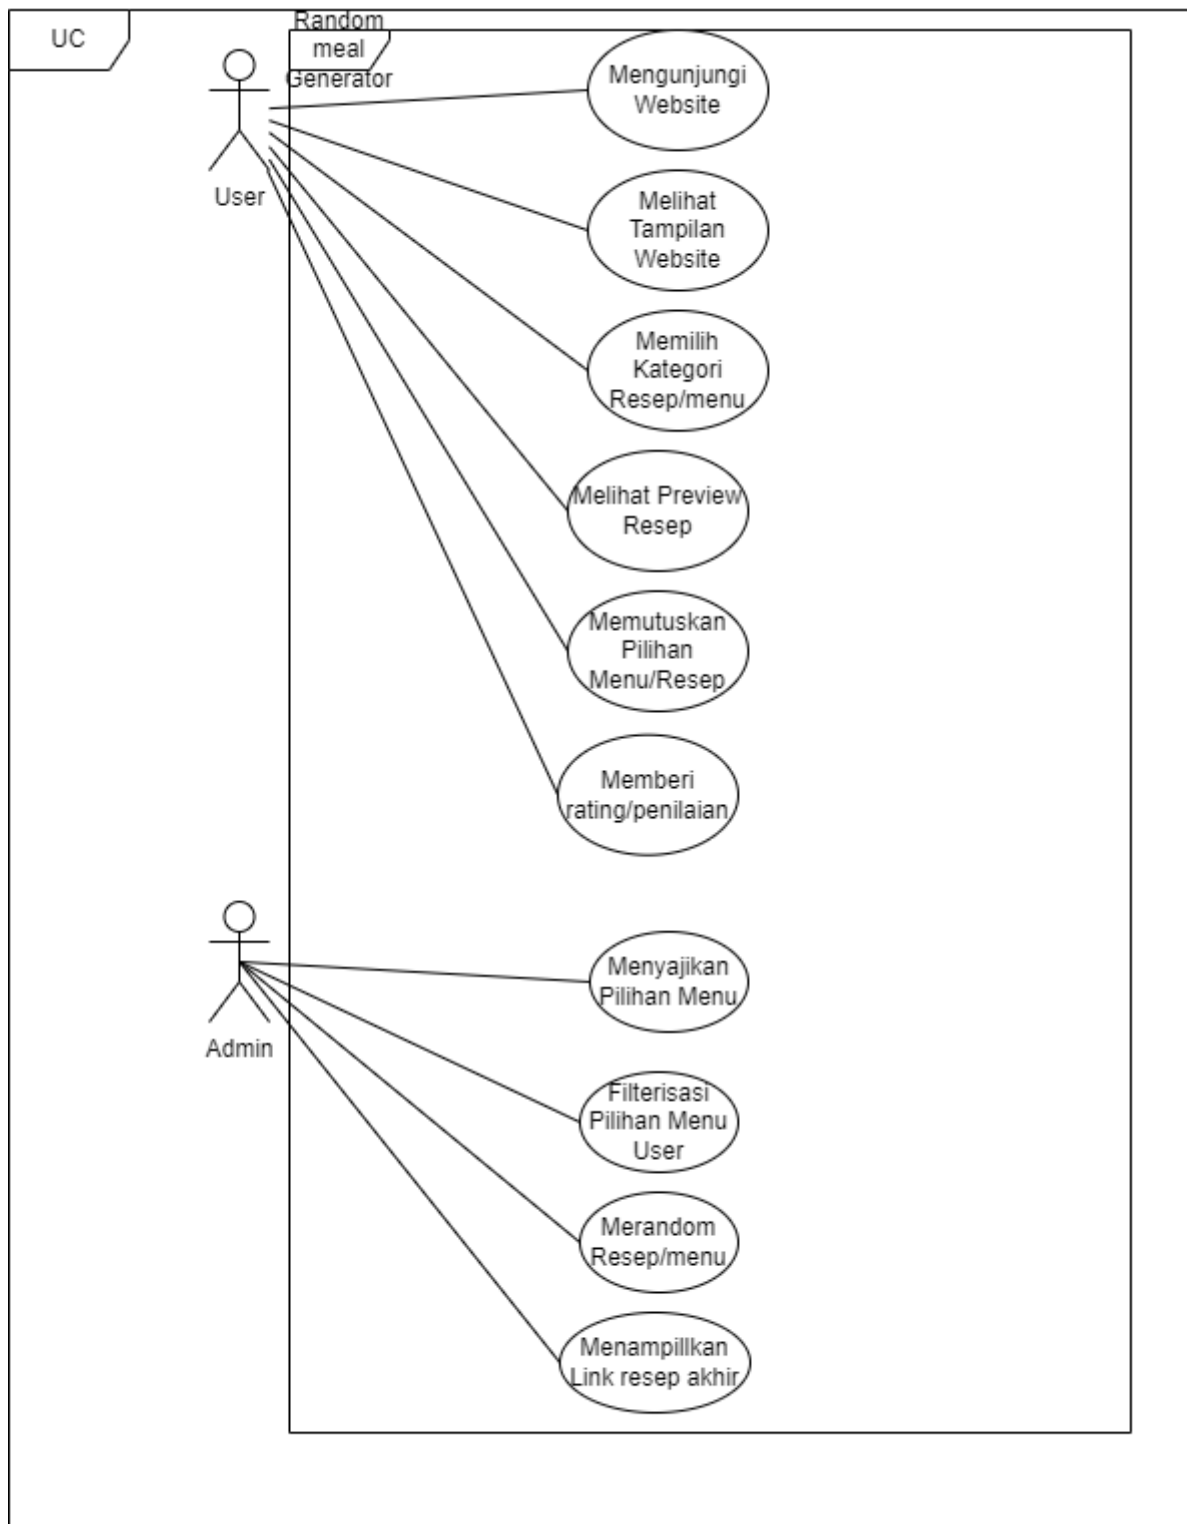 UC
Random
meal
Generator
User
Mengunjungi
Website
Melihat
Tampilan
Website
Memilih
Kategori
Resep/menu
Melihat Preview
Resep
Memutuskan
Pilihan
Menu/Resep
Memberi
rating/penilaian
Admin
Menyajikan
Pilihan Menu
Filterisasi
Pilihan Menu
User
Merandom
Resep/menu
Menampillkan
Link resep akhir